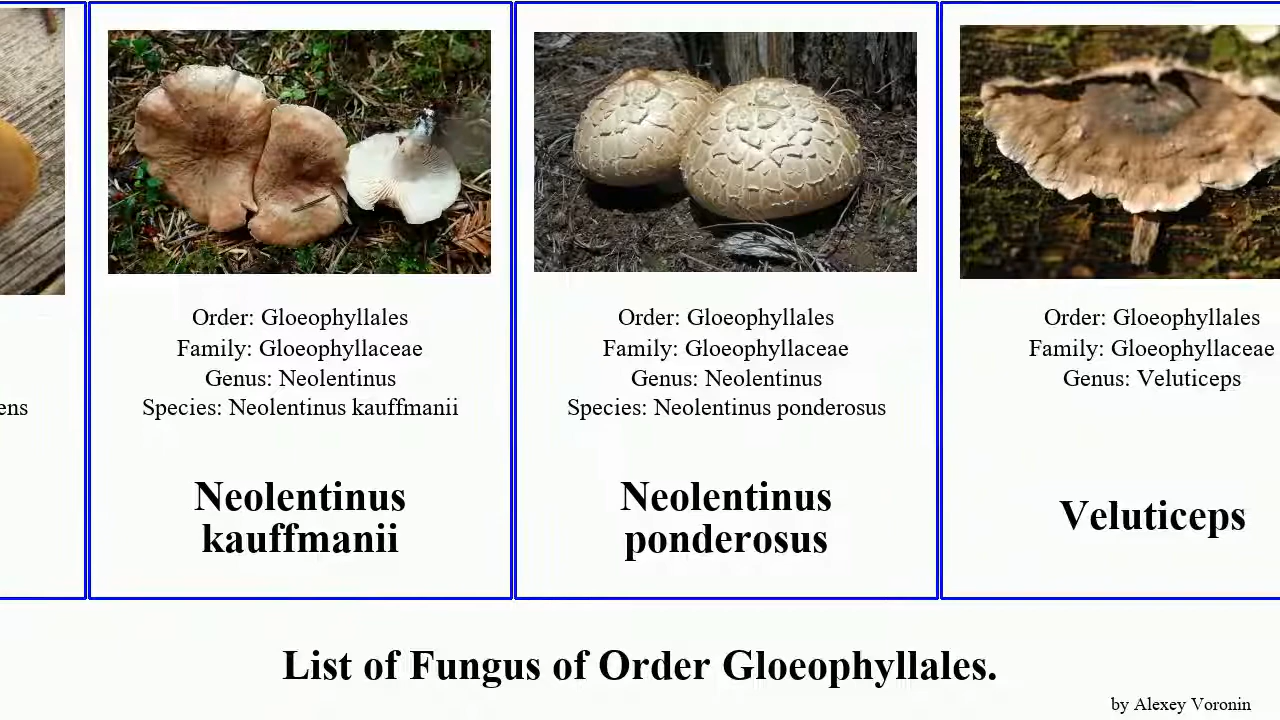 ens
Order: Gloeophyllales
Family: Gloeophyllaceae
Genus: Neolentinus
Species: Neolentinus kauffmanii
Neolentinus
kauffmanii
Order: Gloeophyllales
Family: Gloeophyllaceae
Genus: Neolentinus
Species: Neolentinus ponderosus
Neolentinus
ponderosus
Order: Gloeophyllales
Family: Gloeophyllaceae
Genus: Veluticeps
Veluticeps
List of Fungus of Order Gloeophyllales.
by Alexey Voronin